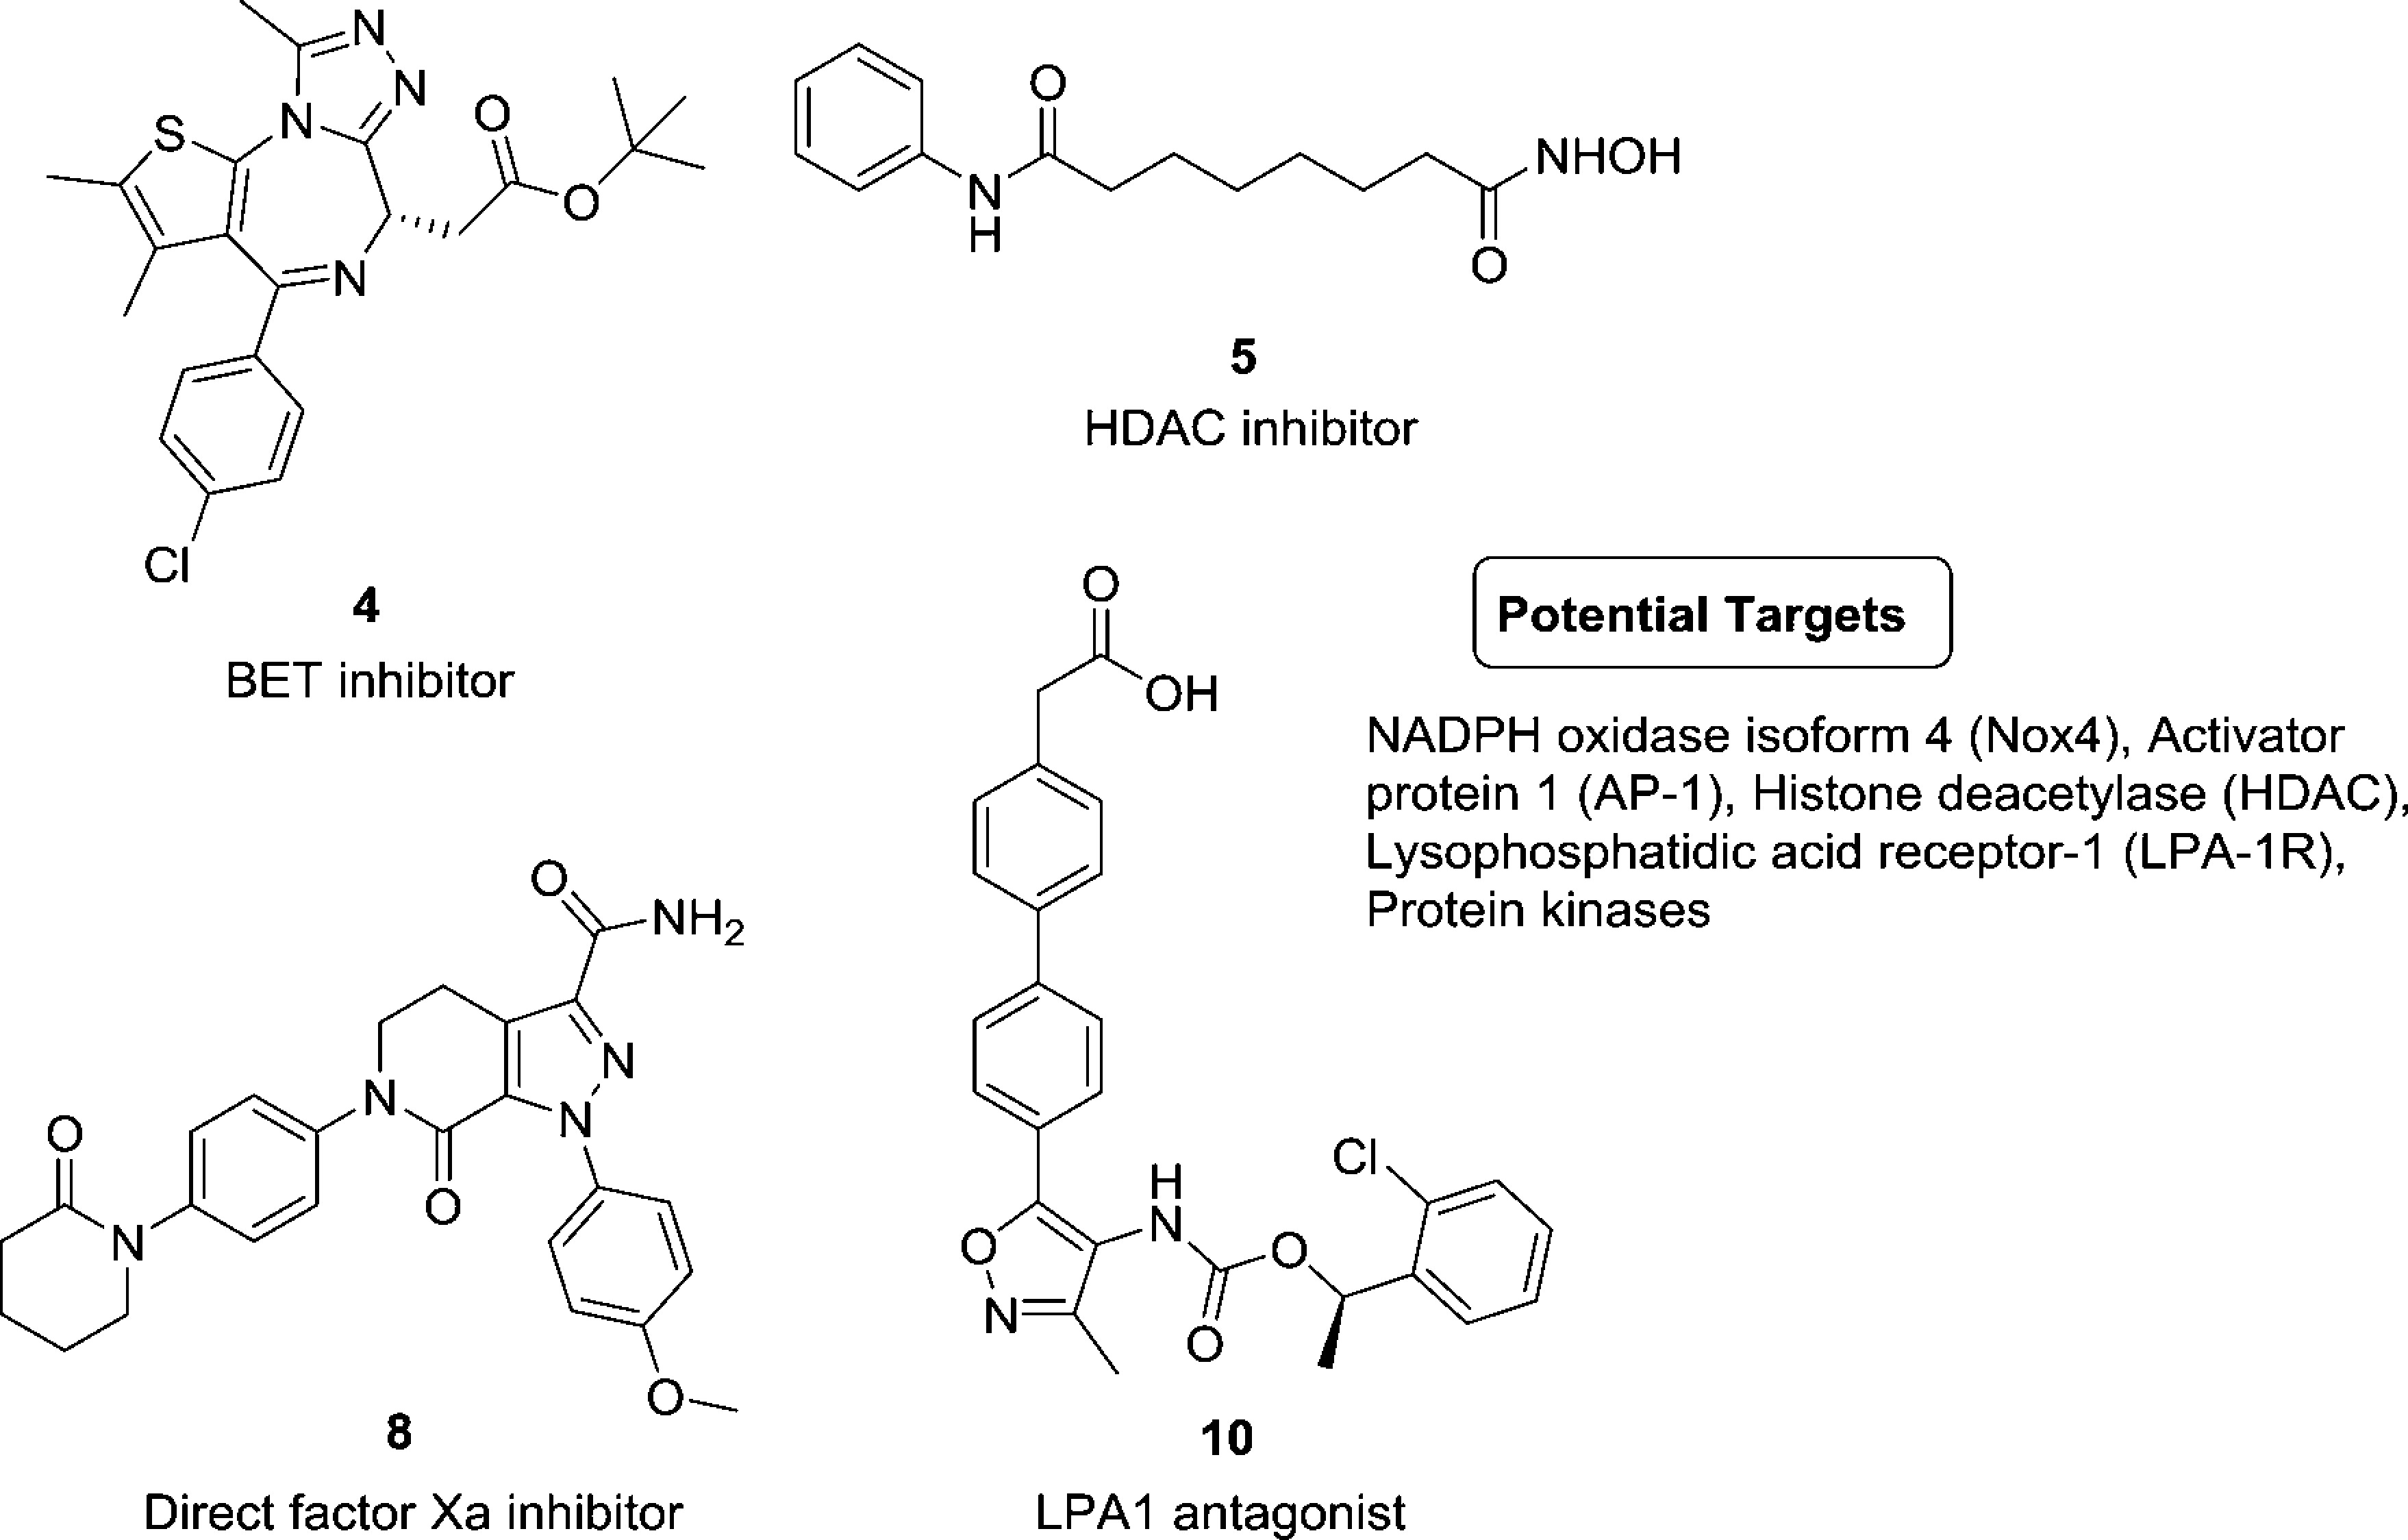 N
N
N
S
O
O
N
Cl
4
BET inhibitor
O
N
H
NHOH
O
5
HDAC inhibitor
Potential Targets
NADPH oxidase isoform 4 (Nox4), Activator
protein 1 (AP-1), Histone deacetylase (HDAC),
Lysophosphatidic acid receptor-1 (LPA-1R),
Protein kinases
O
NH2
N
N
N
O
O
N
O
8
Direct factor Xa inhibitor
O
OH
Cl
H
N
O
O
N
O
10
LPA1 antagonist